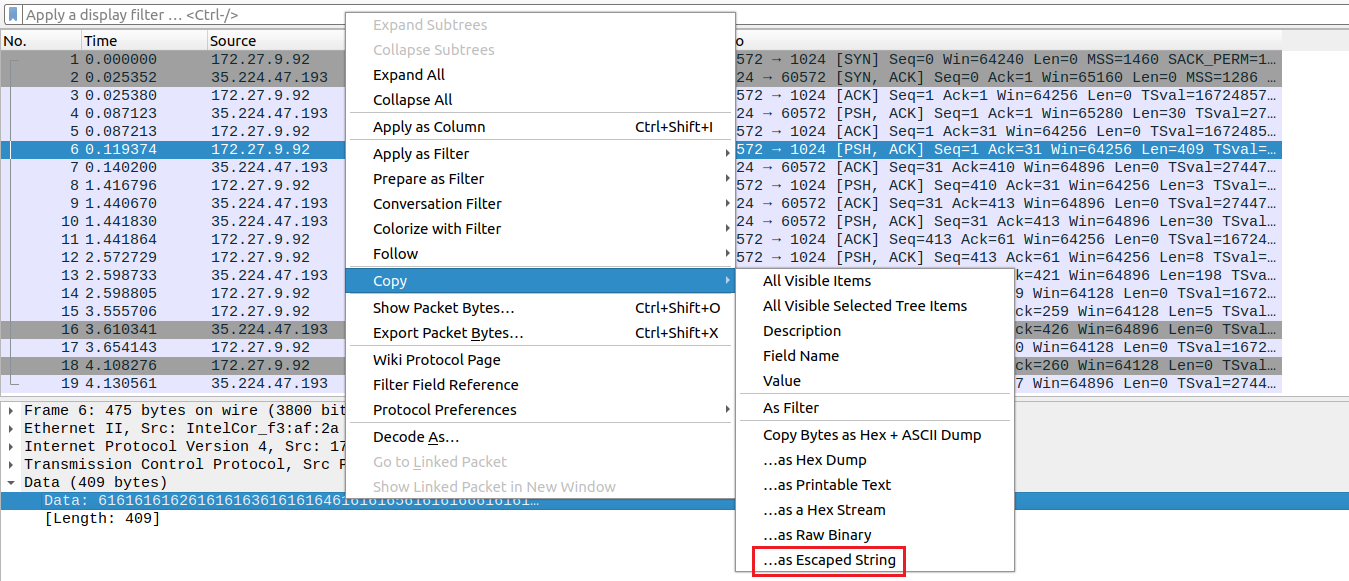 Apply a display filter … <Ctrl-/>
No. Time Source o
1 0.000000 172.27.9.92 572 → 1024 [SYN] Seq=0 Win=64240 Len=0 MSS=1460 SACK_PERM=1…
2 0.025352 35.224.47.193 24 → 60572 [SYN, ACK] Seq=0 Ack=1 Win=65160 Len=0 MSS=1286
3 0.025380 172.27.9.92 572 → 1024 [ACK] Seq=1 Ack=1 Win=64256 Len=0 TSval=16724857…
4 0.087123 35.224.47.193 24 → 60572 [PSH, ACK] Seq=1 Ack=1 Win=65280 Len=30 TSval=27…
5 0.087213 172.27.9.92 572 → 1024 [ACK] Seq=1 Ack=31 Win=64256 Len=0 TSval=1672485…
6 0.119374 172.27.9.92 572 → 1024 [PSH, ACK] Seq=1 Ack=31 Win=64256 Len=409 TSval=…
7 0.140200 35.224.47.193 24 → 60572 [ACK] Seq=31 Ack=410 Win=64896 Len=0 TSval=27447…
8 1.416796 172.27.9.92 572 → 1024 [PSH, ACK] Seq=410 Ack=31 Win=64256 Len=3 TSval=…
9 1.440670 35.224.47.193 24 → 60572 [ACK] Seq=31 Ack=413 Win=64896 Len=0 TSval=27447…
10 1.441830 35.224.47.193 24 → 60572 [PSH, ACK] Seq=31 Ack=413 Win=64896 Len=30 TSval…
11 1.441864 172.27.9.92 572 → 1024 [ACK] Seq=413 Ack=61 Win=64256 Len=0 TSval=16724…
12 2.572729 172.27.9.92 572 → 1024 [PSH, ACK] Seq=413 Ack=61 Win=64256 Len=8 TSval=…
13 2.598733 35.224.47.193 k=421 Win=64896 Len=198 TSva…
14 2.598805 172.27.9.92 9 Win=64128 Len=0 TSval=1672…
15 3.555706 172.27.9.92 ck=259 Win=64128 Len=5 TSval…
16 3.610341 35.224.47.193 ck=426 Win=64896 Len=0 TSval…
17 3.654143 172.27.9.92 0 Win=64128 Len=0 TSval=1672…
18 4.108276 172.27.9.92 ck=260 Win=64128 Len=0 TSval…
19 4.130561 35.224.47.193 7 Win=64896 Len=0 TSval=2744…
Expand Subtrees
Collapse Subtrees
Expand All
Collapse All
Apply as Column Ctrl+Shift+I
Apply as Filter
Prepare as Filter
Conversation Filter
Colorize with Filter
Follow
Copy
Show Packet Bytes… Ctrl+Shift+O
Export Packet Bytes… Ctrl+Shift+X
Wiki Protocol Page
Filter Field Reference
Protocol Preferences
Decode As…
Go to Linked Packet
Show Linked Packet in New Window
All Visible Items
All Visible Selected Tree Items
Description
Field Name
Value
As Filter
Copy Bytes as Hex + ASCII Dump
…as Hex Dump
…as Printable Text
…as a Hex Stream
…as Raw Binary
…as Escaped String
Frame 6: 475 bytes on wire (3800 bit
Ethernet II, Src: IntelCor_f3:af:2a
Internet Protocol Version 4, Src: 17
Transmission Control Protocol, Src P
Data (409 bytes)
Data: 616161616261616163616161646161616561616166616161…
[Length: 409]